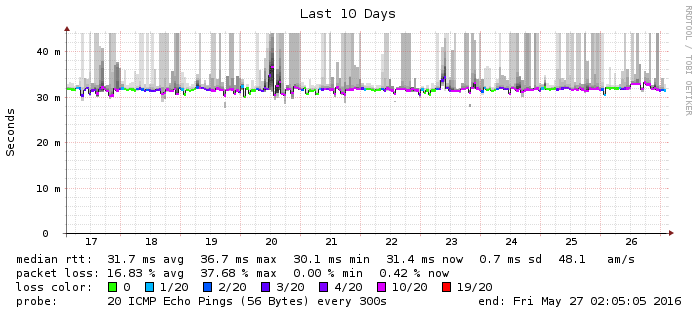 Last 10 Days
RRDTOOL / TOBI OETIKER
Seconds
40 m
30 m
20 m
10 m
0
17 18 19 20 21 22 23 24 25 26
median rtt: 31.7 ms avg 36.7 ms max 30.1 ms min 31.4 ms now 0.7 ms sd 48.1 am/s
packet loss: 16.83 % avg 37.68 % max 0.00 % min 0.42 % now
loss color: 0 1/20 2/20 3/20 4/20 10/20 19/20
probe: 20 ICMP Echo Pings (56 Bytes) every 300s end: Fri May 27 02:05:05 2016